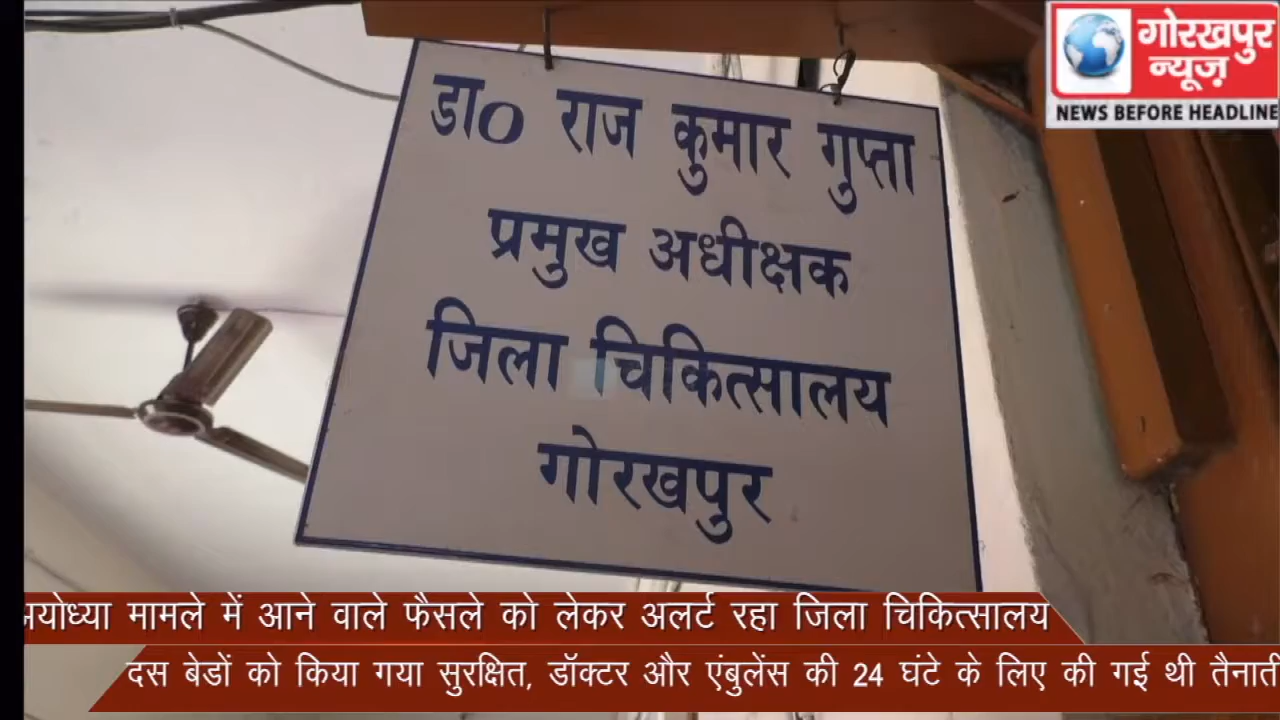 गोरखपुर
न्यूज़
NEWS BEFORE HEADLINE
डा0 राज कुमार गुप्ता
प्रमुख अधीक्षक
जिला चिकित्सालय
गोरखपुर
अयोध्या मामले में आने वाले फैसले को लेकर अलर्ट रहा जिला चिकित्सालय
दस बेडों को किया गया सुरक्षित, डॉक्टर और एंबुलेंस की 24 घंटे के लिए की गई थी तैनाती